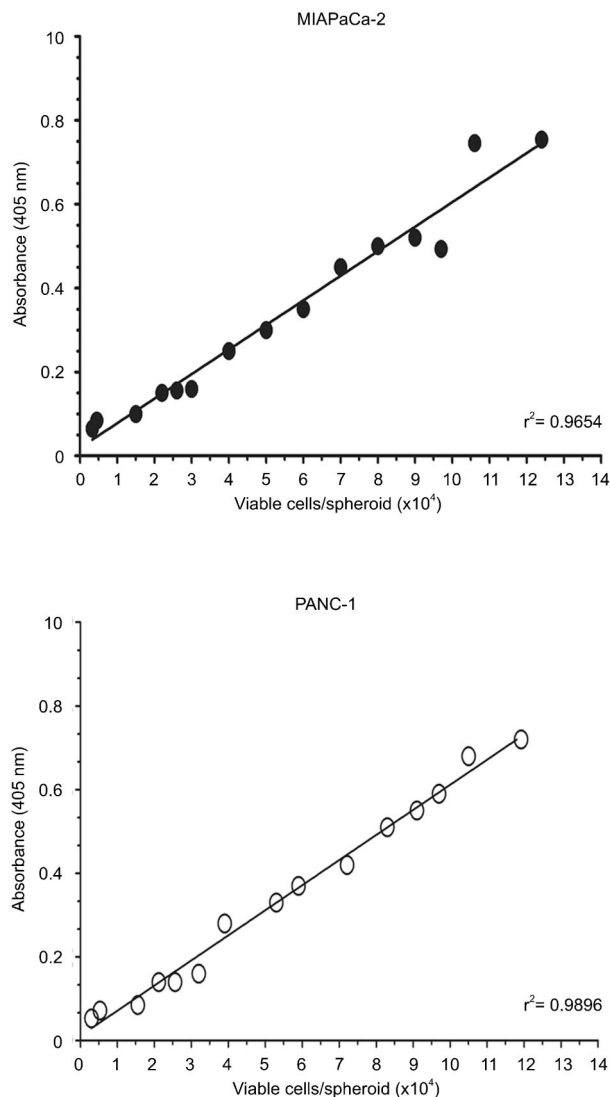 MIAPaCa-2
10
0.8
0.6
0.4
0.2
0
Absorbance (405 nm)
r²= 0.9654
1 2 3 4 5 6 7 8 9 10 11 12 13 14
Viable cells/spheroid (x10⁴)
PANC-1
10
0.8
0.6
0.4
0.2
0
Absorbance (405 nm)
r²= 0.9896
0 1 2 3 4 5 6 7 8 9 10 11 12 13 14
Viable cells/spheroid (x10⁴)